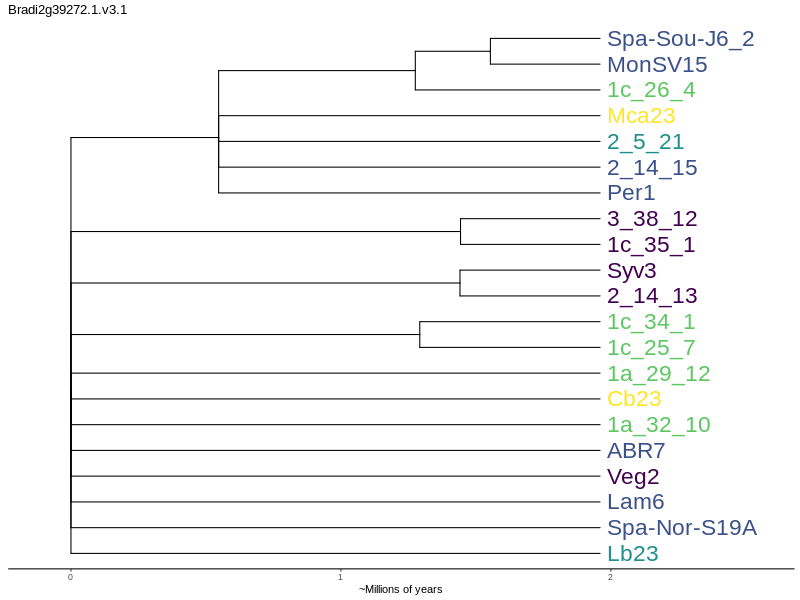 Bradi2g39272.1.v3.1
Spa-Sou-J6_2
MonSV15
1c_26_4
Mca23
2_5_21
2_14_15
Per1
3_38_12
1c_35_1
Syv3
2_14_13
1c_34_1
1c_25_7
1a_29_12
Cb23
1a_32_10
ABR7
Veg2
Lam6
Spa-Nor-S19A
Lb23
0 1 2
~Millions of years